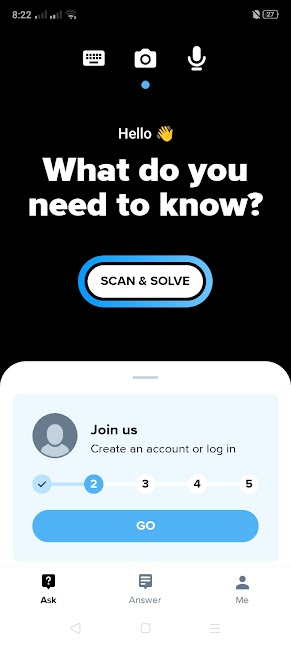 8:22
27
Hello 👋
What do you
need to know?
SCAN & SOLVE
Join us
Create an account or log in
2 3 4 5
GO
Ask Answer Me